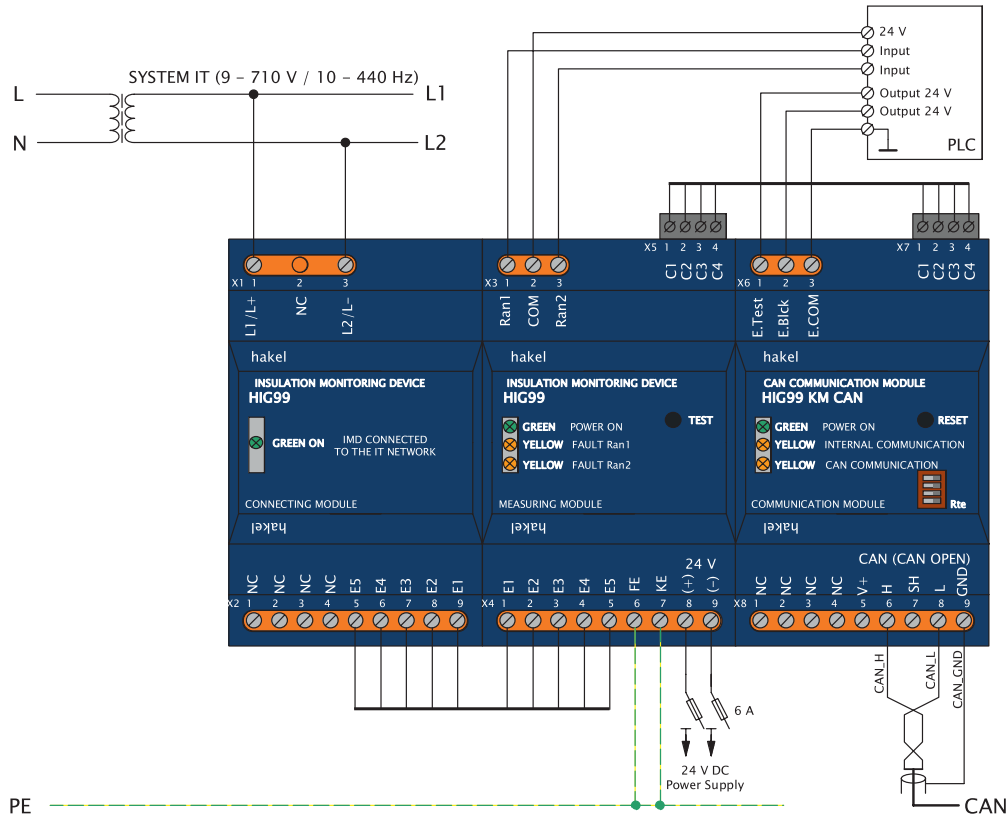 SYSTEM IT (9 – 710 V / 10 – 440 Hz)
L
L1
N
L2
24 V
Input
Input
Output 24 V
Output 24 V
PLC
X5 1 2 3 4
C1 C2 C3 C4
X7 1 2 3 4
C1 C2 C3 C4
X1 1 2 3
L1/L+ NC L2/L–
X3 1 2 3
Ran1 COM Ran2
X6 1 2 3
E.Test E.Blck E.COM
hakel
INSULATION MONITORING DEVICE
HIG99
GREEN ON
IMD CONNECTED
TO THE IT NETWORK
CONNECTING MODULE
hakel
hakel
INSULATION MONITORING DEVICE
HIG99
TEST
GREEN POWER ON
YELLOW FAULT Ran1
YELLOW FAULT Ran2
MEASURING MODULE
hakel
hakel
CAN COMMUNICATION MODULE
HIG99 KM CAN
RESET
GREEN POWER ON
YELLOW INTERNAL COMMUNICATION
YELLOW CAN COMMUNICATION
COMMUNICATION MODULE
Rte
hakel
NC NC NC NC E5 E4 E3 E2 E1
X2 1 2 3 4 5 6 7 8 9
24 V
E1 E2 E3 E4 E5 FE KE (+) (–)
X4 1 2 3 4 5 6 7 8 9
CAN (CAN OPEN)
NC NC NC NC V+ H SH L GND
X8 1 2 3 4 5 6 7 8 9
CAN_H
CAN_L
CAN_GND
6 A
24 V DC
Power Supply
PE
CAN